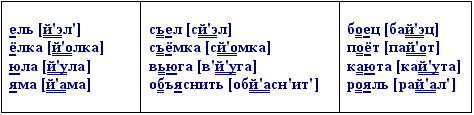 ель [й'эл']
ёлка [й'олка]
юла [й'ула]
яма [й'ама]
съел [сй'эл]
съёмка [сй'омка]
вьюга [в'й'уга]
объяснить [обй'асн'ит']
боец [бай'эц]
поёт [пай'от]
каюта [кай'ута]
рояль [рай'ал']